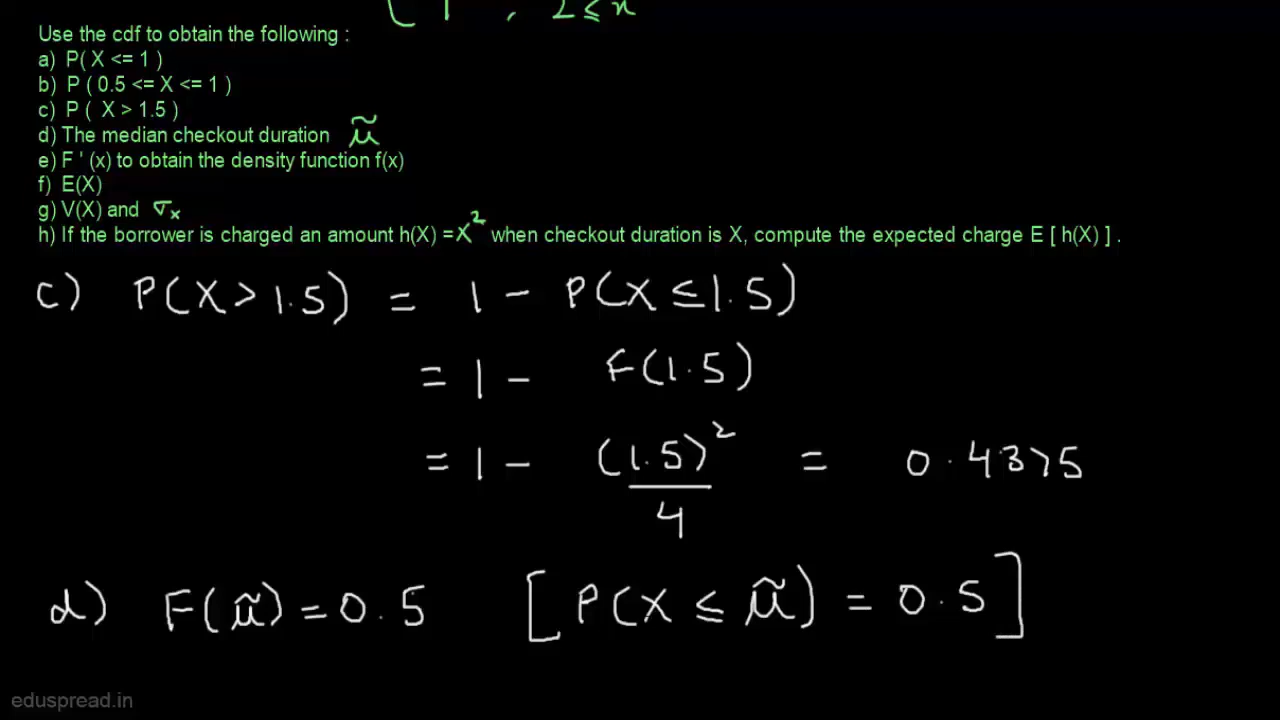 1 , 2 ≤ x
Use the cdf to obtain the following :
a) P( X <= 1 )
b) P ( 0.5 <= X <= 1 )
c) P ( X > 1.5 )
d) The median checkout duration μ̃
e) F ' (x) to obtain the density function f(x)
f) E(X)
g) V(X) and σx
h) If the borrower is charged an amount h(X) =X² when checkout duration is X, compute the expected charge E [ h(X) ] .
c) P(X > 1.5) = 1 - P(X ≤ 1.5)
= 1 - F(1.5)
= 1 - (1.5)²/4 = 0.4375
d) F(μ̃) = 0.5 [P(X ≤ μ̃) = 0.5]
eduspread.in